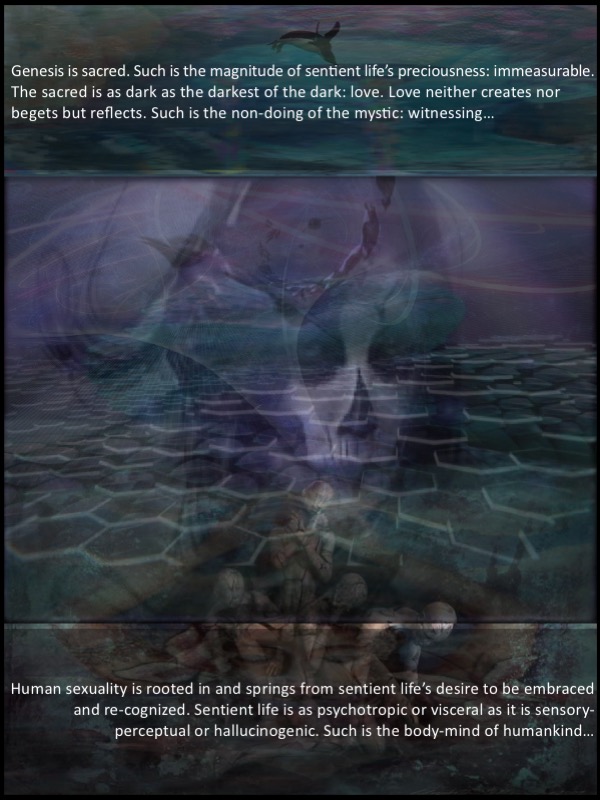 Genesis is sacred. Such is the magnitude of sentient life’s preciousness: immeasurable.
The sacred is as dark as the darkest of the dark: love. Love neither creates nor
begets but reflects. Such is the non-doing of the mystic: witnessing…
Human sexuality is rooted in and springs from sentient life’s desire to be embraced
and re-cognized. Sentient life is as psychotropic or visceral as it is sensory-
perceptual or hallucinogenic. Such is the body-mind of humankind…